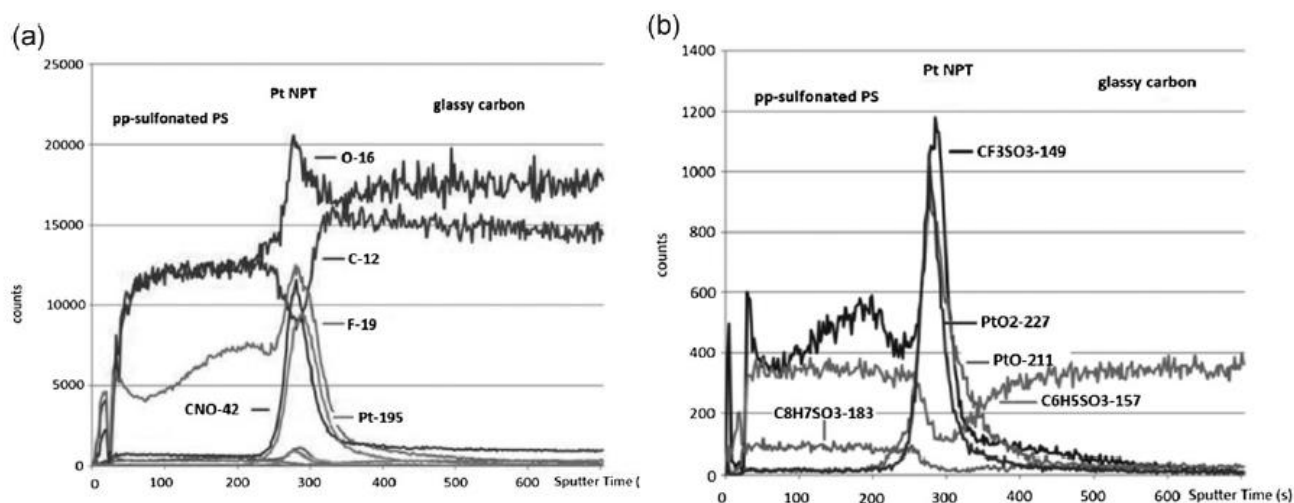 (a)
25000
20000
15000
10000
5000
0
counts
pp-sulfonated PS
Pt NPT
glassy carbon
O-16
C-12
F-19
CNO-42
Pt-195
0 100 200 300 400 500 600
Sputter Time (
(b)
1400
1200
1000
800
600
400
200
0
counts
Pt NPT
pp-sulfonated PS
glassy carbon
CF3SO3-149
PtO2-227
PtO-211
C8H7SO3-183
C6H5SO3-157
0 100 200 300 400 500 600
Sputter Time (s)